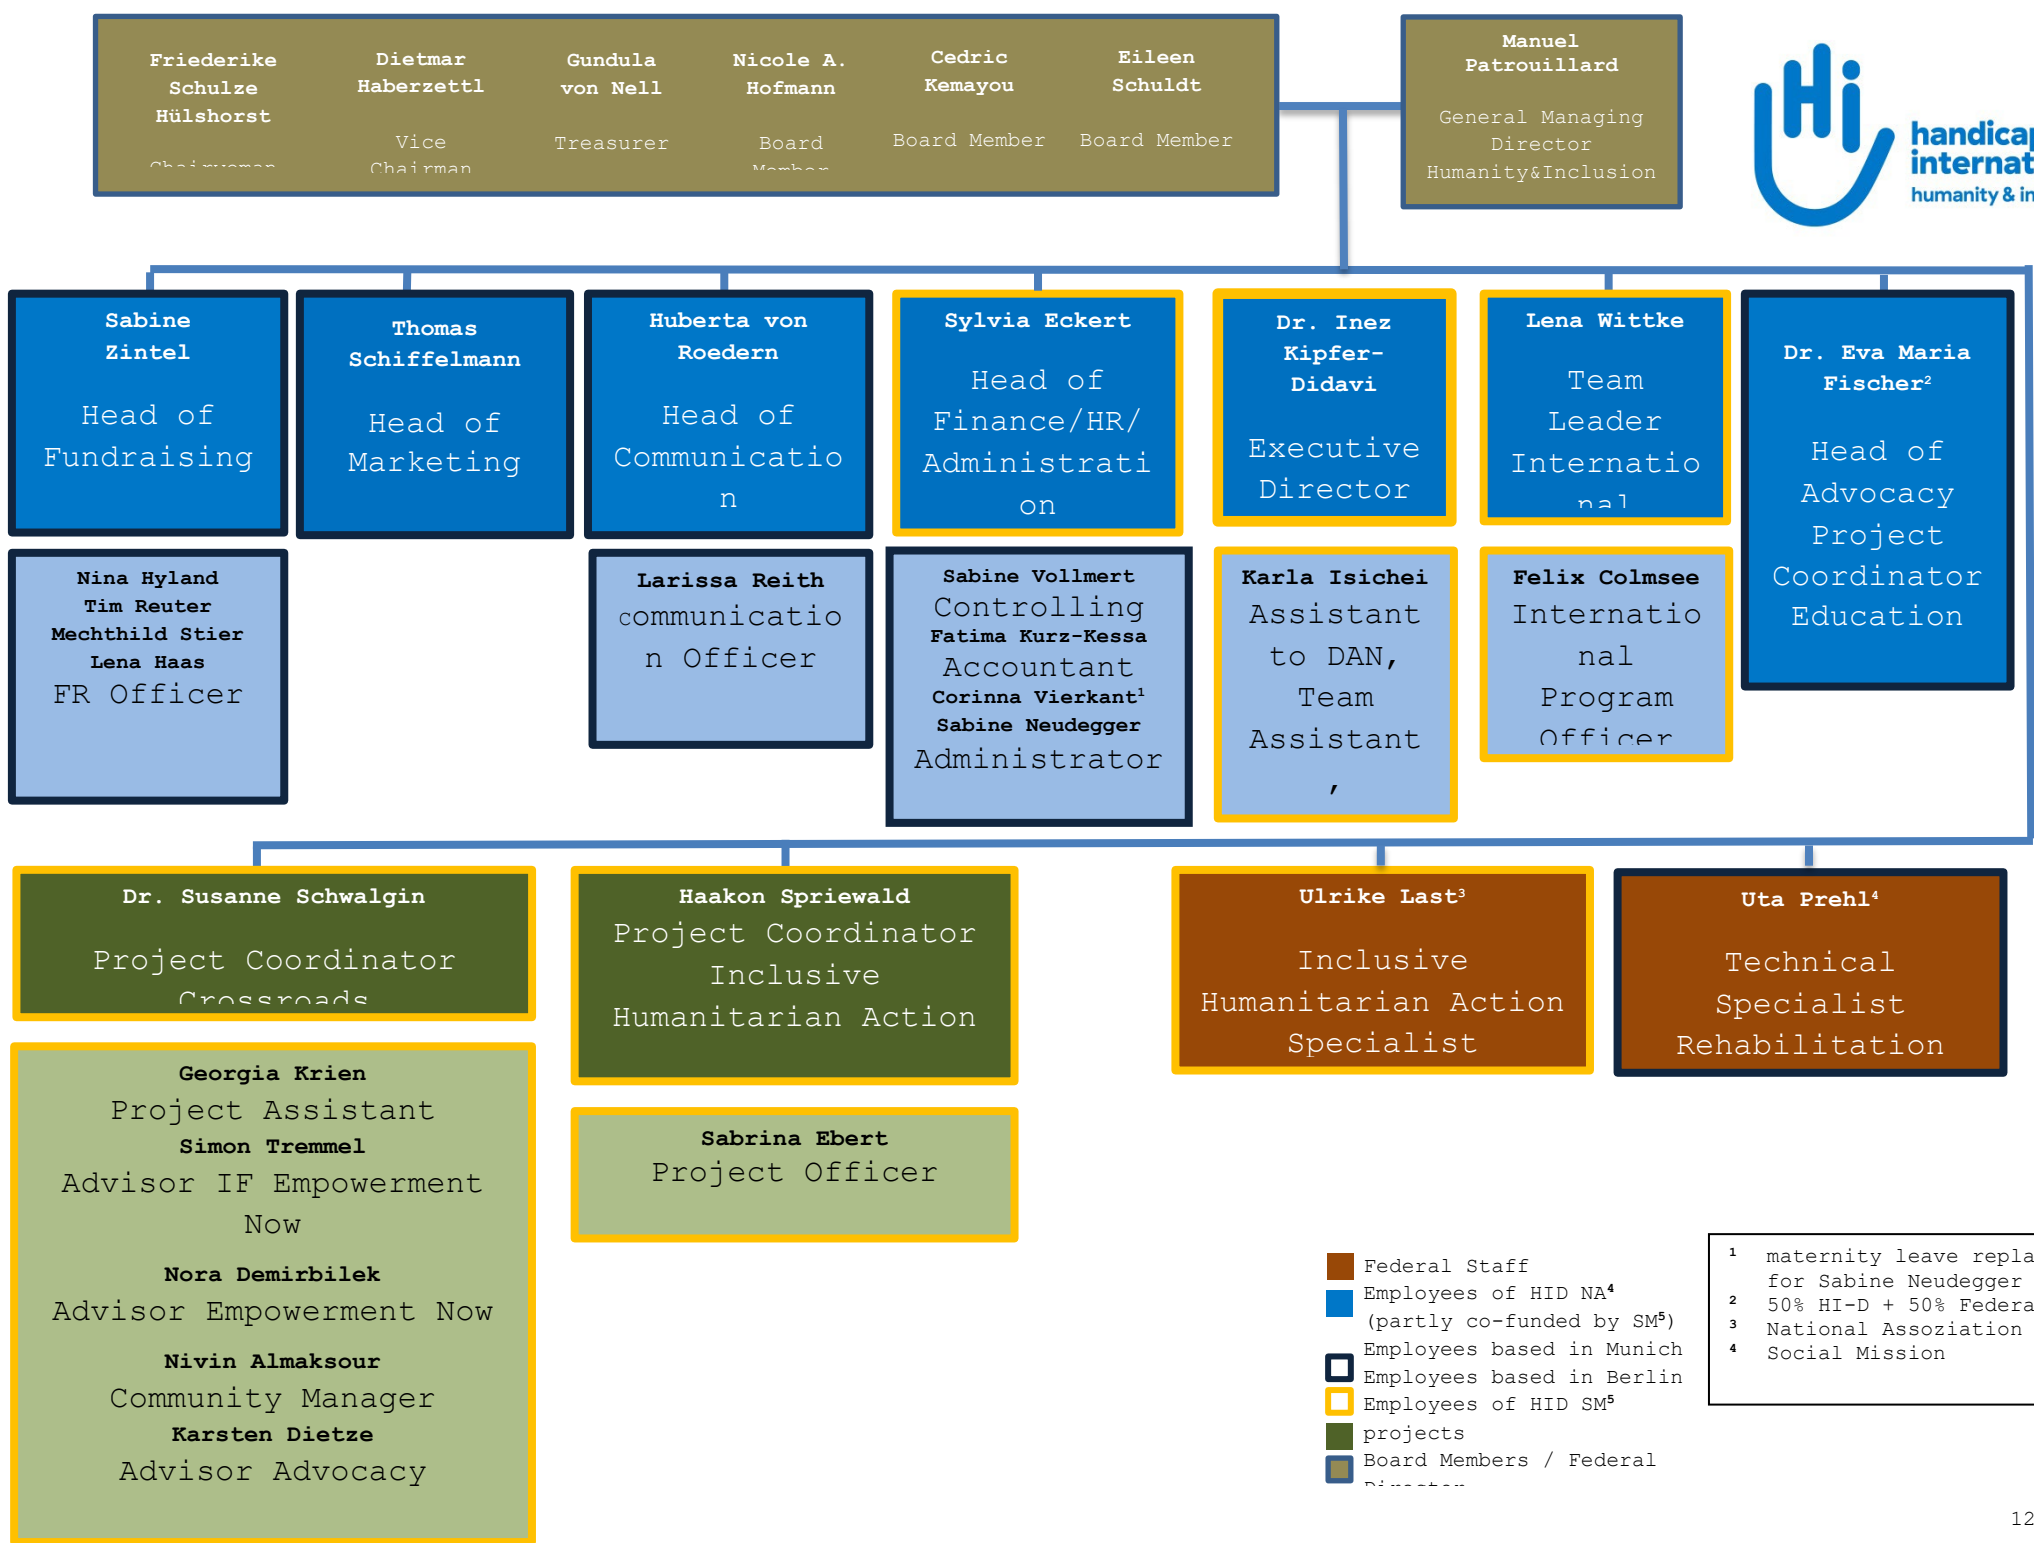 Friederike
Schulze
Hülshorst
Chairwoman
Dietmar
Haberzettl
Vice
Chairman
Gundula
von Nell
Treasurer
Nicole A.
Hofmann
Board
Member
Cedric
Kemayou
Board Member
Eileen
Schuldt
Board Member
Manuel
Patrouillard
General Managing
Director
Humanity&Inclusion
Hi
humanity & in
Sabine
Zintel
Head of
Fundraising
Thomas
Schiffelmann
Head of
Marketing
Huberta von
Roedern
Head of
Communicatio
n
Sylvia Eckert
Head of
Finance/HR/
Administrati
on
Dr. Inez
Kipfer-
Didavi
Executive
Director
Lena Wittke
Team
Leader
Internatio
nal
Dr. Eva Maria
Fischer²
Head of
Advocacy
Project
Coordinator
Education
Nina Hyland
Tim Reuter
Mechthild Stier
Lena Haas
FR Officer
Larissa Reith
communicatio
n Officer
Sabine Vollmert
Controlling
Fatima Kurz-Kessa
Accountant
Corinna Vierkant¹
Sabine Neudegger
Administrator
Karla Isichei
Assistant
to DAN,
Team
Assistant
,
Felix Colmsee
Internatio
nal
Program
Officer
Dr. Susanne Schwalgin
Project Coordinator
Crossroads
Haakon Spriewald
Project Coordinator
Inclusive
Humanitarian Action
Ulrike Last³
Inclusive
Humanitarian Action
Specialist
Uta Prehl⁴
Technical
Specialist
Rehabilitation
Georgia Krien
Project Assistant
Simon Tremmel
Advisor IF Empowerment
Now
Nora Demirbilek
Advisor Empowerment Now
Nivin Almaksour
Community Manager
Karsten Dietze
Advisor Advocacy
Sabrina Ebert
Project Officer
Federal Staff
Employees of HID NA⁴
(partly co-funded by SM⁵)
Employees based in Munich
Employees based in Berlin
Employees of HID SM⁵
projects
Board Members / Federal
¹ maternity leave repla
for Sabine Neudegger
² 50% HI-D + 50% Federa
³ National Assoziation
⁴ Social Mission
12